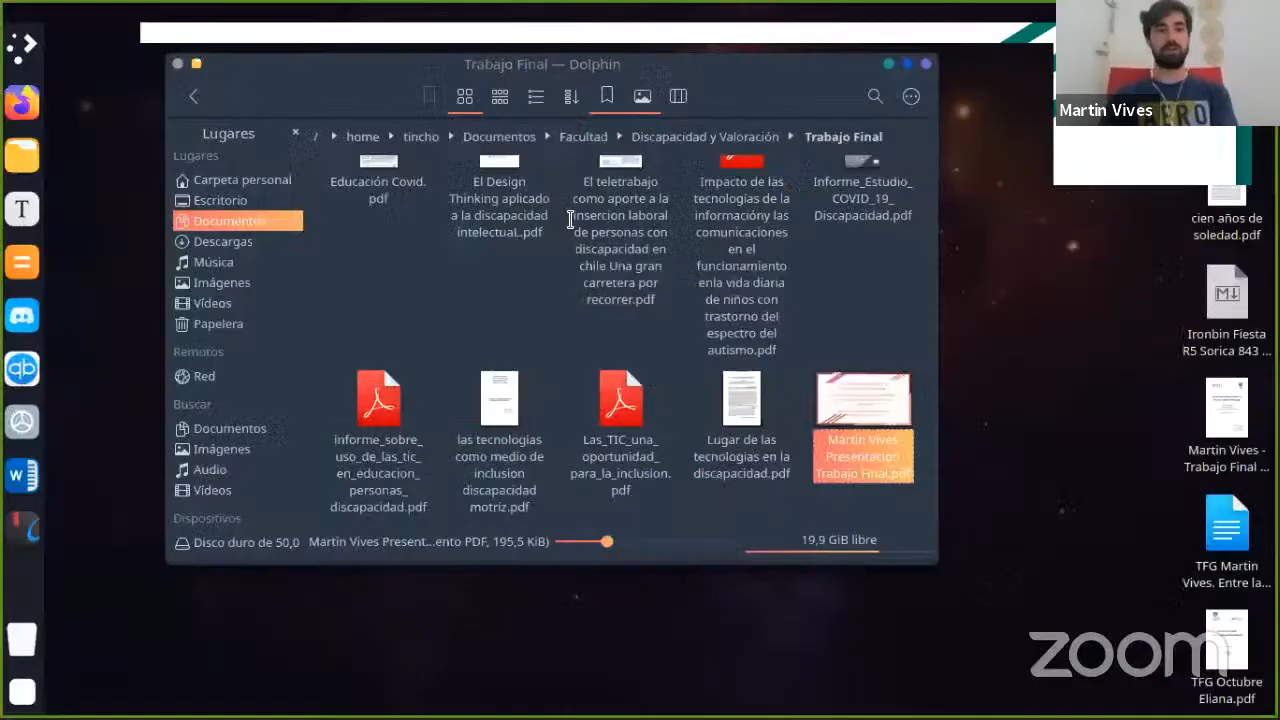 Trabajo Final — Dolphin
Martin Vives
Lugares
/ home tincho Documentos Facultad Discapacidad y Valoración Trabajo Final
Lugares
Carpeta personal
Escritorio
Documentos
Descargas
Música
Imágenes
Vídeos
Papelera
Remotos
Red
Buscar
Documentos
Imágenes
Audio
Vídeos
Dispositivos
Disco duro de 50,0
Educación Covid.
pdf
El Design
Thinking aplicado
a la discapacidad
intelectual..pdf
El teletrabajo
como aporte a la
insercion laboral
de personas con
discapacidad en
chile Una gran
carretera por
recorrer.pdf
Impacto de las
tecnologías de la
informacióny las
comunicaciones
en el
funcionamiento
enla vida diaria
de niños con
trastorno del
espectro del
autismo.pdf
Informe_Estudio_
COVID_19_
Discapacidad.pdf
informe_sobre_
uso_de_las_tic_
en_educacion_
personas_
discapacidad.pdf
las tecnologias
como medio de
inclusion
discapacidad
motriz.pdf
Las_TIC_una_
oportunidad_
para_la_inclusion.
pdf
Lugar de las
tecnologías en la
discapacidad.pdf
Martin Vives
Presentacion
Trabajo Final.pdf
Martin Vives Present...ento PDF, 195,5 KiB)
19,9 GiB libre
cien años de
soledad.pdf
Ironbin Fiesta
R5 Sorica 843 ...
Martin Vives -
Trabajo Final ...
TFG Martin
Vives. Entre la...
TFG Octubre
Eliana.pdf
zoom